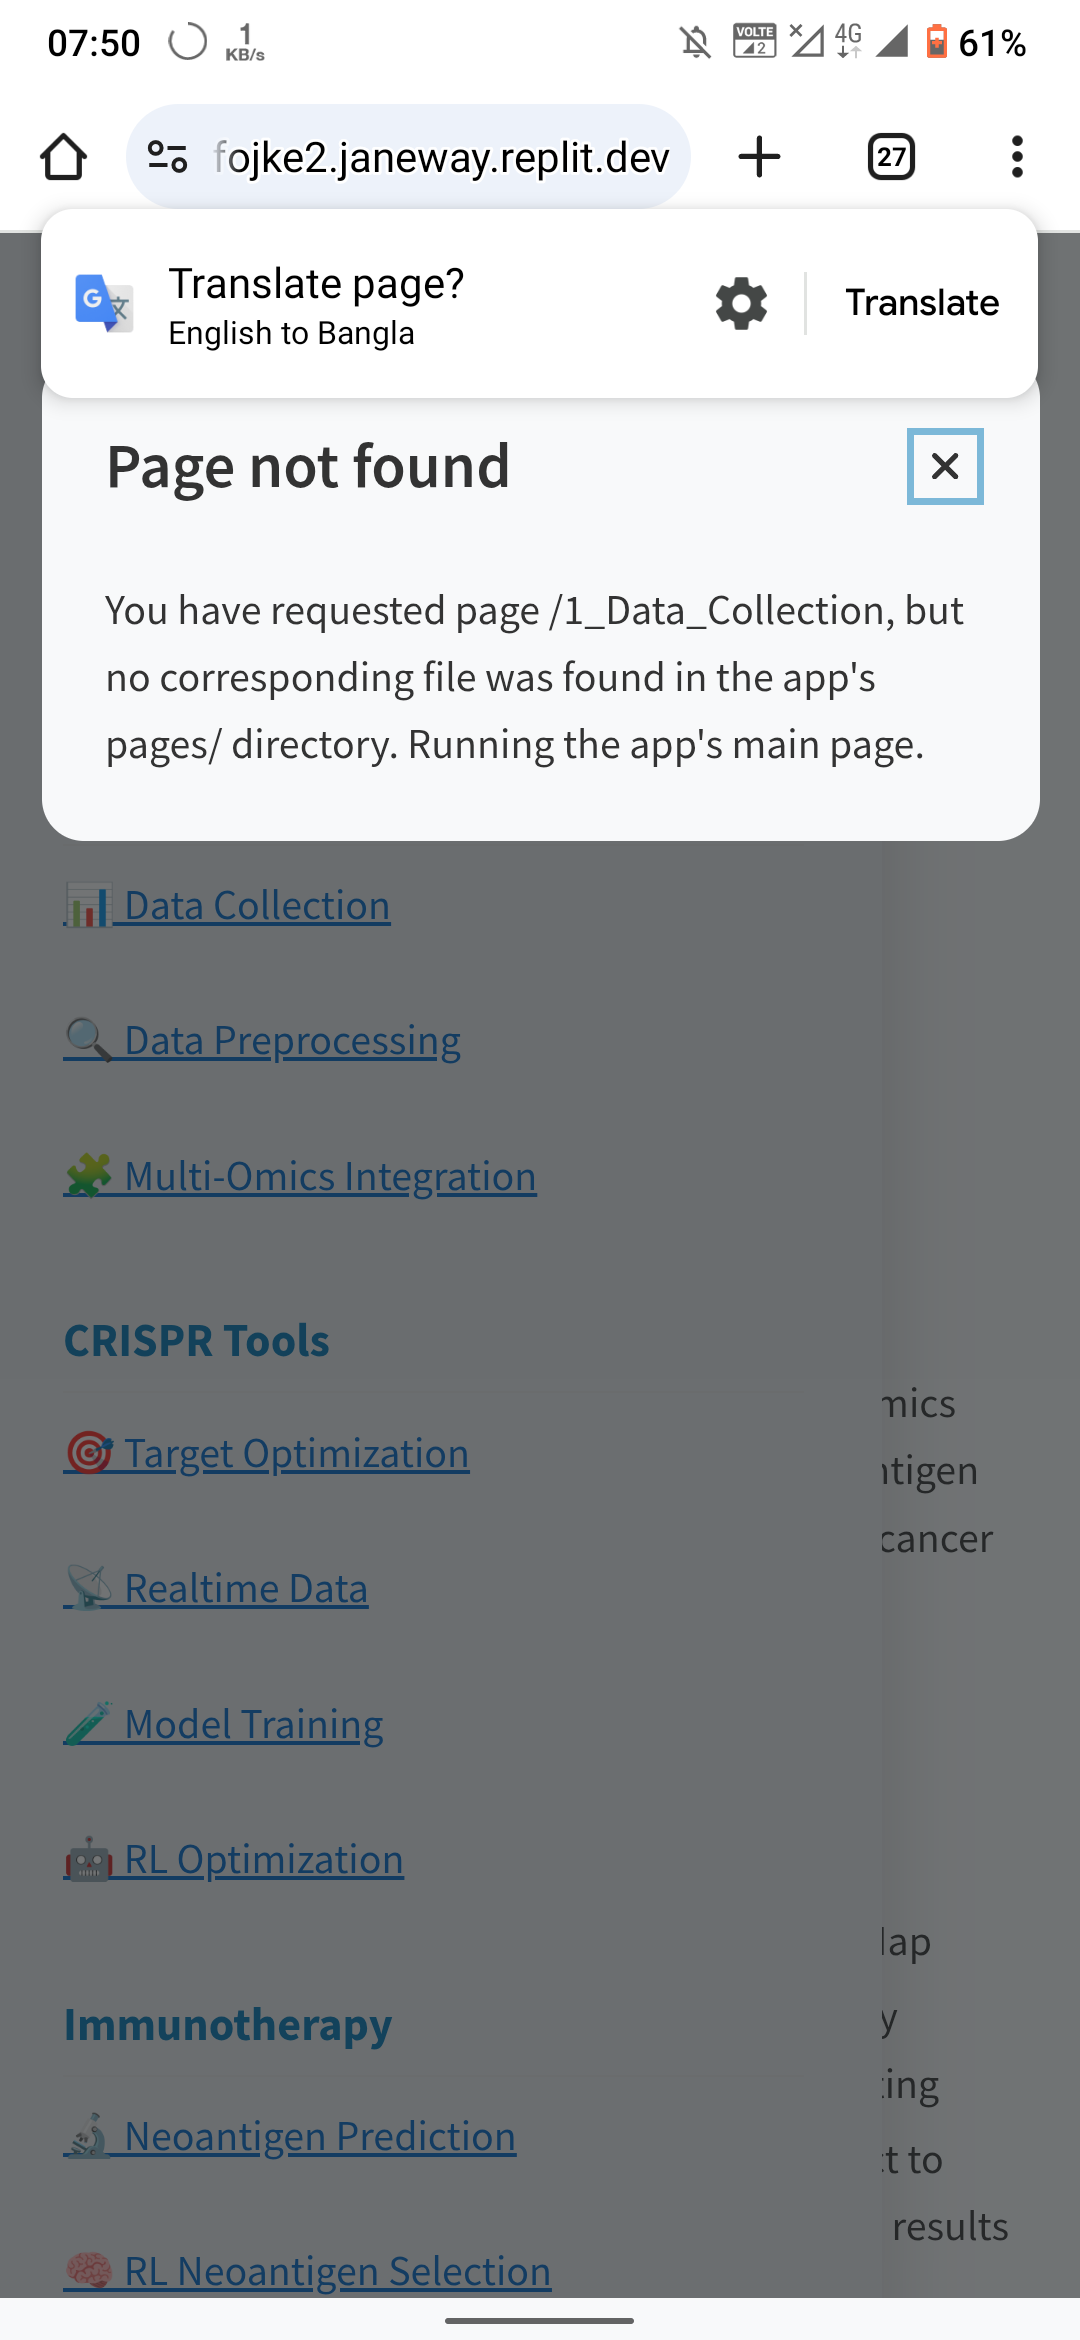 07:50
1
KB/s
VOLTE
2
4G
61%
fojke2.janeway.replit.dev
27
Translate page?
English to Bangla
Translate
Page not found
You have requested page /1_Data_Collection, but
no corresponding file was found in the app's
pages/ directory. Running the app's main page.
Data Collection
Data Preprocessing
Multi-Omics Integration
CRISPR Tools
mics
Target Optimization
ntigen
cancer
Realtime Data
Model Training
RL Optimization
lap
Immunotherapy
y
ting
Neoantigen Prediction
t to
results
RL Neoantigen Selection